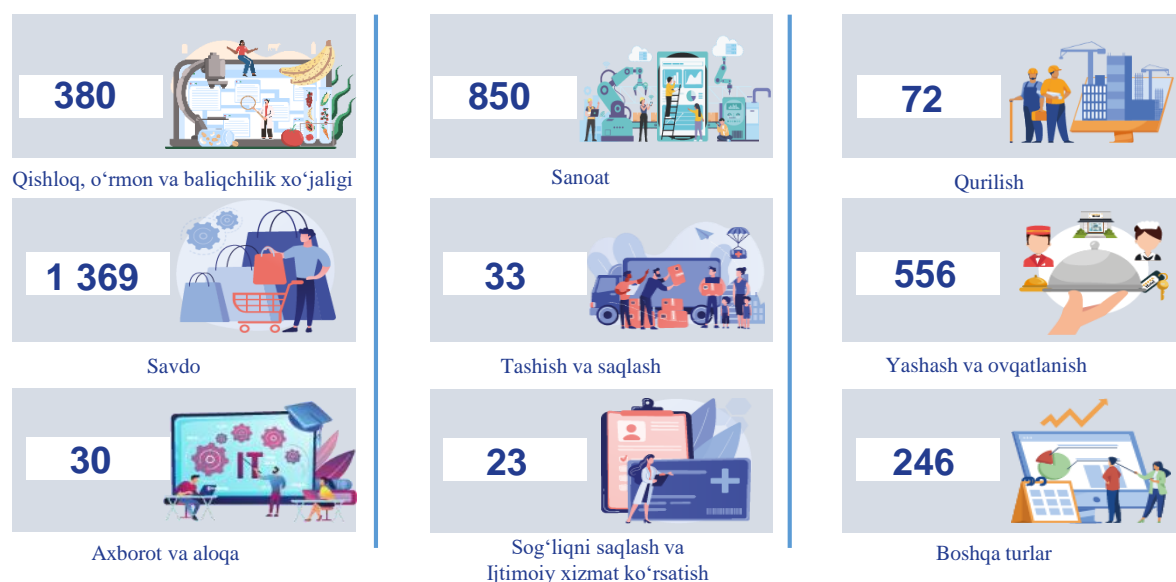 380
Qishloq, o‘rmon va baliqchilik xo‘jaligi
850
Sanoat
72
Qurilish
1 369
Savdo
33
Tashish va saqlash
556
Yashash va ovqatlanish
30
IT
Axborot va aloqa
23
Sog‘liqni saqlash va
Ijtimoiy xizmat ko‘rsatish
246
Boshqa turlar